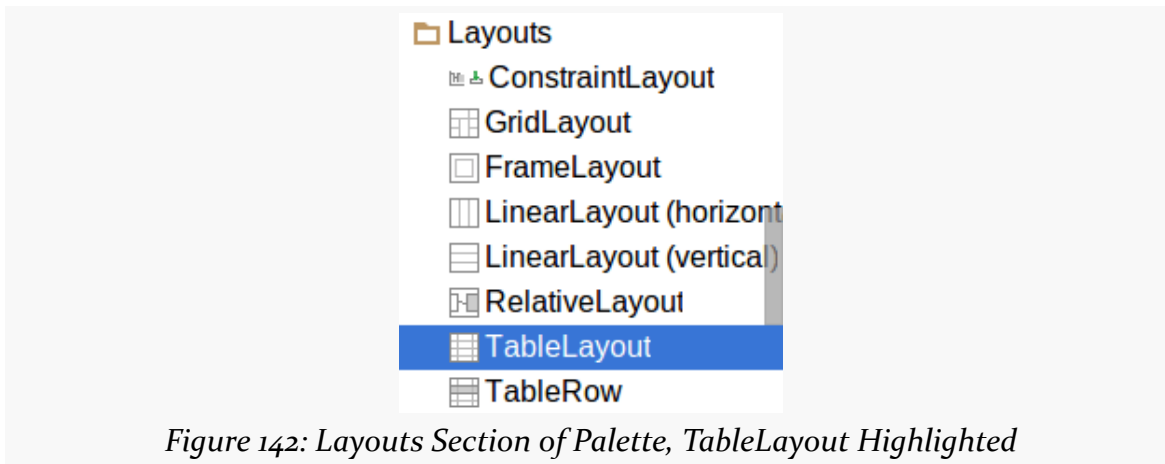 Layouts
ConstraintLayout
GridLayout
FrameLayout
LinearLayout (horizont
LinearLayout (vertical)
RelativeLayout
TableLayout
TableRow
Figure 142: Layouts Section of Palette, TableLayout Highlighted